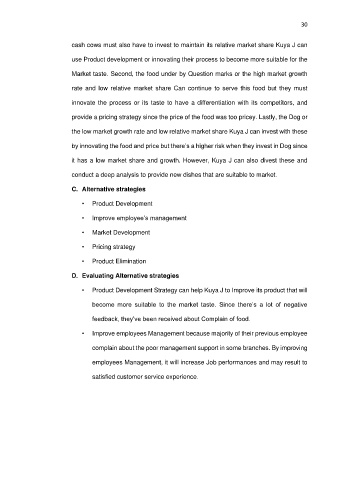 30
cash cows must also have to invest to maintain its relative market share Kuya J can
use Product development or innovating their process to become more suitable for the
Market taste. Second, the food under by Question marks or the high market growth
rate and low relative market share Can continue to serve this food but they must
innovate the process or its taste to have a differentiation with its competitors, and
provide a pricing strategy since the price of the food was too pricey. Lastly, the Dog or
the low market growth rate and low relative market share Kuya J can invest with those
by innovating the food and price but there's a higher risk when they invest in Dog since
it has a low market share and growth. However, Kuya J can also divest these and
conduct a deep analysis to provide new dishes that are suitable to market.
C. Alternative strategies
• Product Development
• Improve employee's management
• Market Development
• Pricing strategy
• Product Elimination
D. Evaluating Alternative strategies
• Product Development Strategy can help Kuya J to Improve its product that will
become more suitable to the market taste. Since there's a lot of negative
feedback, they've been received about Complain of food.
• Improve employees Management because majority of their previous employee
complain about the poor management support in some branches. By improving
employees Management, it will increase Job performances and may result to
satisfied customer service experience.